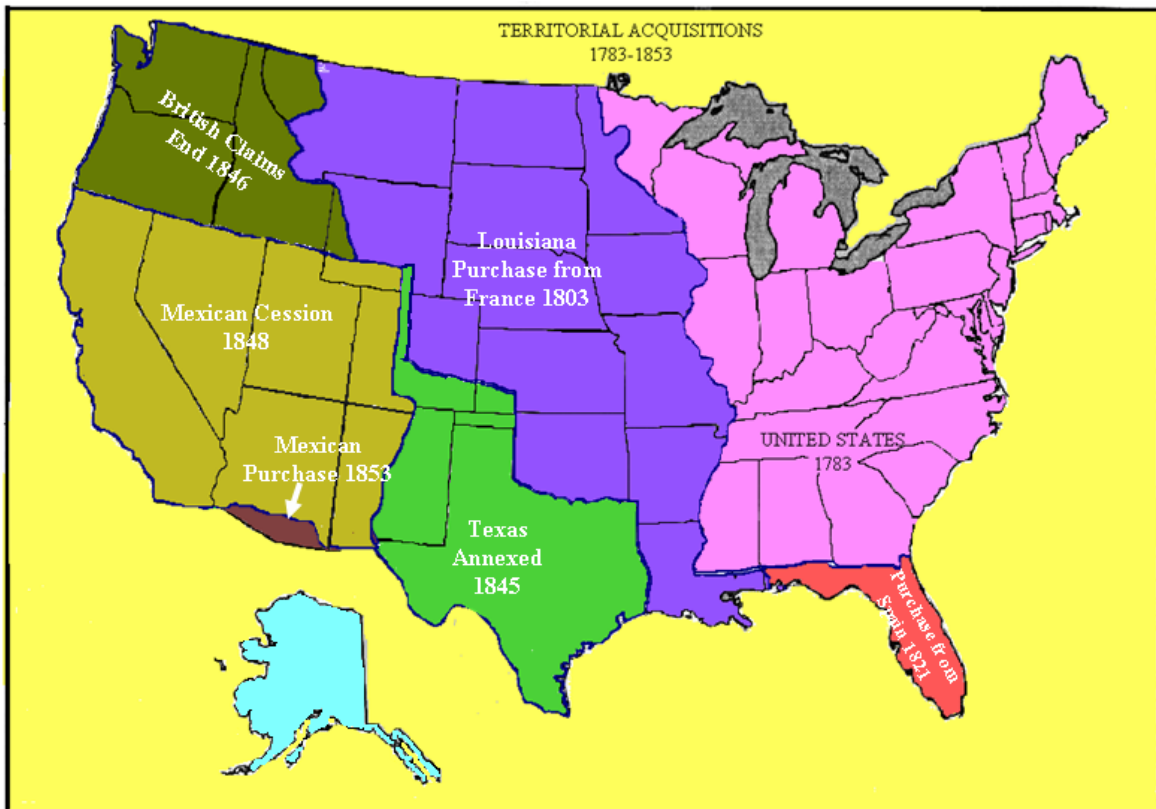 TERRITORIAL ACQUISITIONS
1783-1853
British Claims
End 1846
Louisiana
Purchase from
France 1803
Mexican Cession
1848
Mexican
Purchase 1853
UNITED STATES
1783
Texas
Annexed
1845
Purchase from
Spain 1821